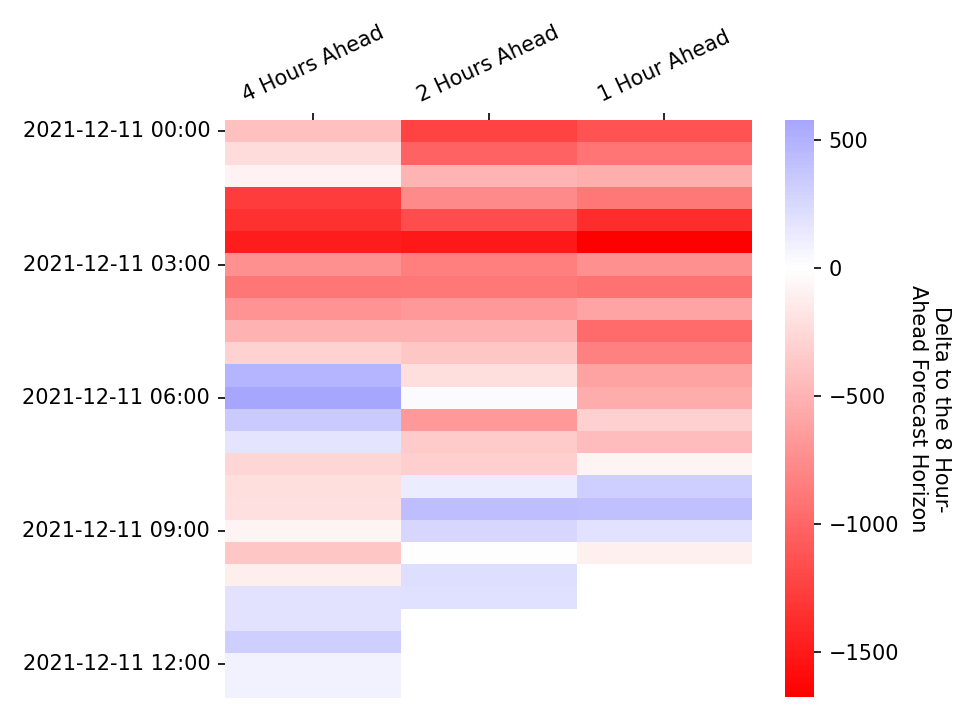 4 Hours Ahead
2 Hours Ahead
1 Hour Ahead
2021-12-11 00:00
2021-12-11 03:00
2021-12-11 06:00
2021-12-11 09:00
2021-12-11 12:00
500
0
−500
−1000
−1500
Delta to the 8 Hour-
Ahead Forecast Horizon